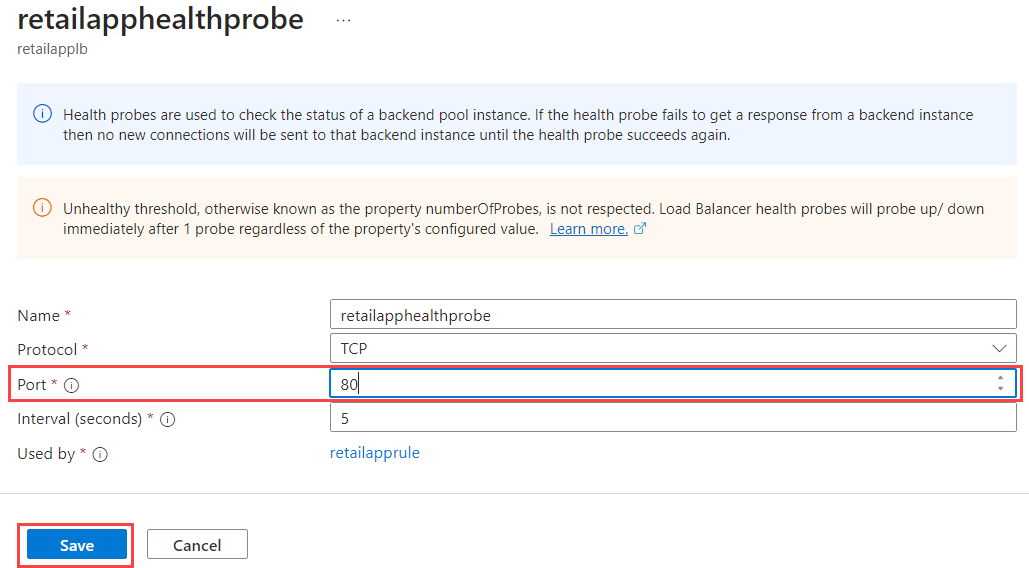 retailapphealthprobe ...
retailapplb
Health probes are used to check the status of a backend pool instance. If the health probe fails to get a response from a backend instance
then no new connections will be sent to that backend instance until the health probe succeeds again.
Unhealthy threshold, otherwise known as the property numberOfProbes, is not respected. Load Balancer health probes will probe up/ down
immediately after 1 probe regardless of the property's configured value. Learn more.
Name * retailapphealthprobe
Protocol * TCP
Port * 80
Interval (seconds) * 5
Used by * retailapprule
Save Cancel